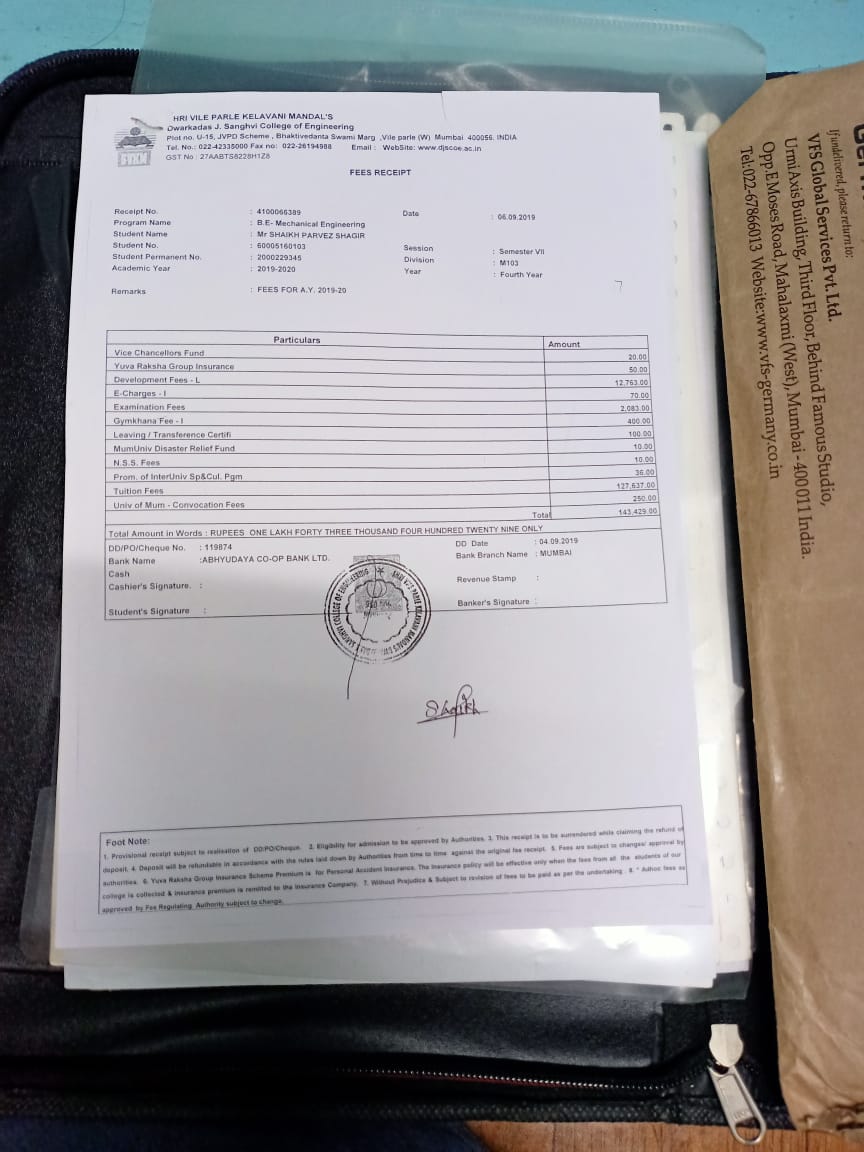 HRI VILE PARLE KELAVANI MANDAL'S
Dwarkadas J. Sanghvi College of Engineering
Plot no. U-15, JVPD Scheme , Bhaktivedanta Swami Marg ,Vile parle (W) Mumbai 400056. INDIA
Tel. No.: 022-42335000 Fax no: 022-26194988 Email : WebSite: www.djscoe.ac.in
GST No : 27AABTS8228H1Z8
SVKM
FEES RECEIPT
Receipt No. : 4100066389 Date : 06.09.2019
Program Name : B.E- Mechanical Engineering
Student Name : Mr SHAIKH PARVEZ SHAGIR
Student No. : 60005160103 Session : Semester VII
Student Permanent No. : 2000229345 Division : M103
Academic Year : 2019-2020 Year : Fourth Year
Remarks : FEES FOR A.Y. 2019-20
Particulars Amount
Vice Chancellors Fund 20.00
Yuva Raksha Group Insurance 50.00
Development Fees - L 12,763.00
E-Charges - I 70.00
Examination Fees 2,083.00
Gymkhana Fee - I 400.00
Leaving / Transference Certifi 100.00
MumUniv Disaster Relief Fund 10.00
N.S.S. Fees 10.00
Prom. of InterUniv Sp&Cul. Pgm 36.00
Tuition Fees 127,637.00
Univ of Mum - Convocation Fees 250.00
Total 143,429.00
Total Amount in Words : RUPEES ONE LAKH FORTY THREE THOUSAND FOUR HUNDRED TWENTY NINE ONLY
DD/PO/Cheque No. : 119874 DD Date : 04.09.2019
Bank Name :ABHYUDAYA CO-OP BANK LTD. Bank Branch Name : MUMBAI
Cash
Cashier's Signature. : Revenue Stamp :
Student's Signature : Banker's Signature :
Shaikh
Foot Note:
1. Provisional receipt subject to realisation of DD/PO/Cheque. 2. Eligibility for admission to be approved by Authorities. 3. This receipt is to be surrendered while claiming the refund of
deposit. 4. Deposit will be refundable in accordance with the rules laid down by Authorities from time to time against the original fee receipt. 5. Fees are subject to changes/ approval by
authorities. 6. Yuva Raksha Group Insurance Scheme Premium is for Personal Accident Insurance. The Insurance policy will be effective only when the fees from all the students of our
college is collected & insurance premium is remitted to the Insurance Company. 7. Without Prejudice & Subject to revision of fees to be paid as per the undertaking . 8. * Adhoc fees as
approved by Fee Regulating Authority subject to change.
If undelivered, please return to:
VFS Global Services Pvt. Ltd.
Urmi Axis Building, Third Floor, Behind Famous Studio,
Opp. E Moses Road, Mahalaxmi (West), Mumbai - 400 011 India.
Tel:022-67866013 Website:www.vfs-germany.co.in